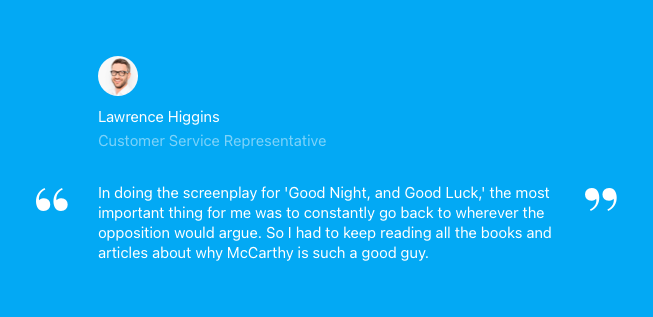 Lawrence Higgins
Customer Service Representative
“ In doing the screenplay for 'Good Night, and Good Luck,' the most ”
important thing for me was to constantly go back to wherever the
opposition would argue. So I had to keep reading all the books and
articles about why McCarthy is such a good guy.